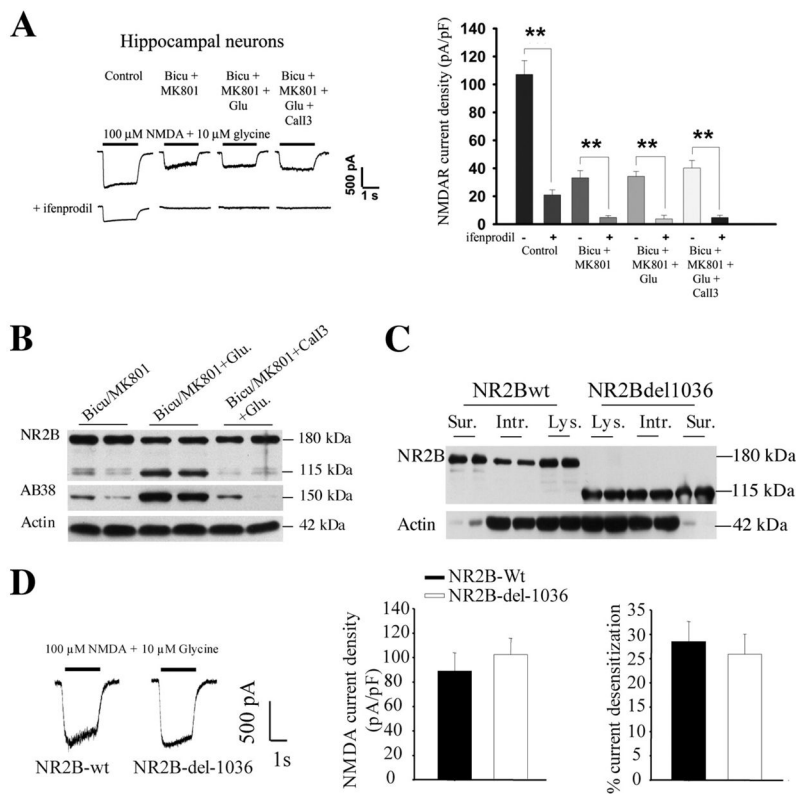 A
Hippocampal neurons
Control
Bicu +
MK801
Bicu +
MK801 +
Glu
Bicu +
MK801 +
Glu +
CalI3
100 µM NMDA + 10 µM glycine
500 pA
1 s
+ ifenprodil
NMDAR current density (pA/pF)
140
120
100
80
60
40
20
0
**
**
**
**
ifenprodil
- + - + - + - +
Control
Bicu +
MK801
Bicu +
MK801 +
Glu
Bicu +
MK801 +
Glu +
CalI3
B
Bicu/MK801
Bicu/MK801+Glu.
Bicu/MK801+CalI3
+Glu.
NR2B
180 kDa
115 kDa
AB38
150 kDa
Actin
42 kDa
C
NR2Bwt
NR2Bdel1036
Sur. Intr. Lys. Lys. Intr. Sur.
NR2B
180 kDa
115 kDa
Actin
42 kDa
D
100 µM NMDA + 10 µM Glycine
500 pA
1s
NR2B-wt
NR2B-del-1036
NR2B-Wt
NR2B-del-1036
NMDA current density
(pA/pF)
140
120
100
80
60
40
20
0
% current desensitization
35
30
25
20
15
10
5
0